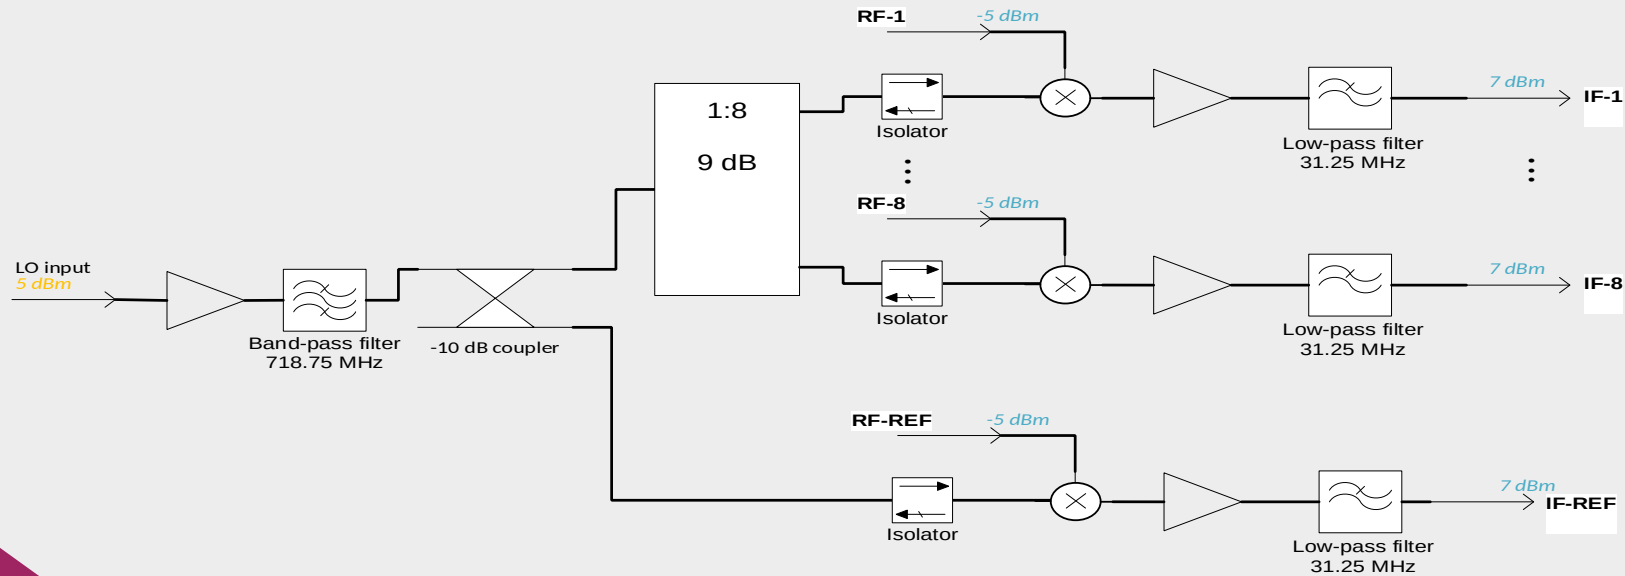 RF-1
-5 dBm
1:8
9 dB
Isolator
Low-pass filter
31.25 MHz
7 dBm
IF-1
RF-8
-5 dBm
Isolator
Low-pass filter
31.25 MHz
7 dBm
IF-8
LO input
5 dBm
Band-pass filter
718.75 MHz
-10 dB coupler
RF-REF
-5 dBm
Isolator
Low-pass filter
31.25 MHz
7 dBm
IF-REF